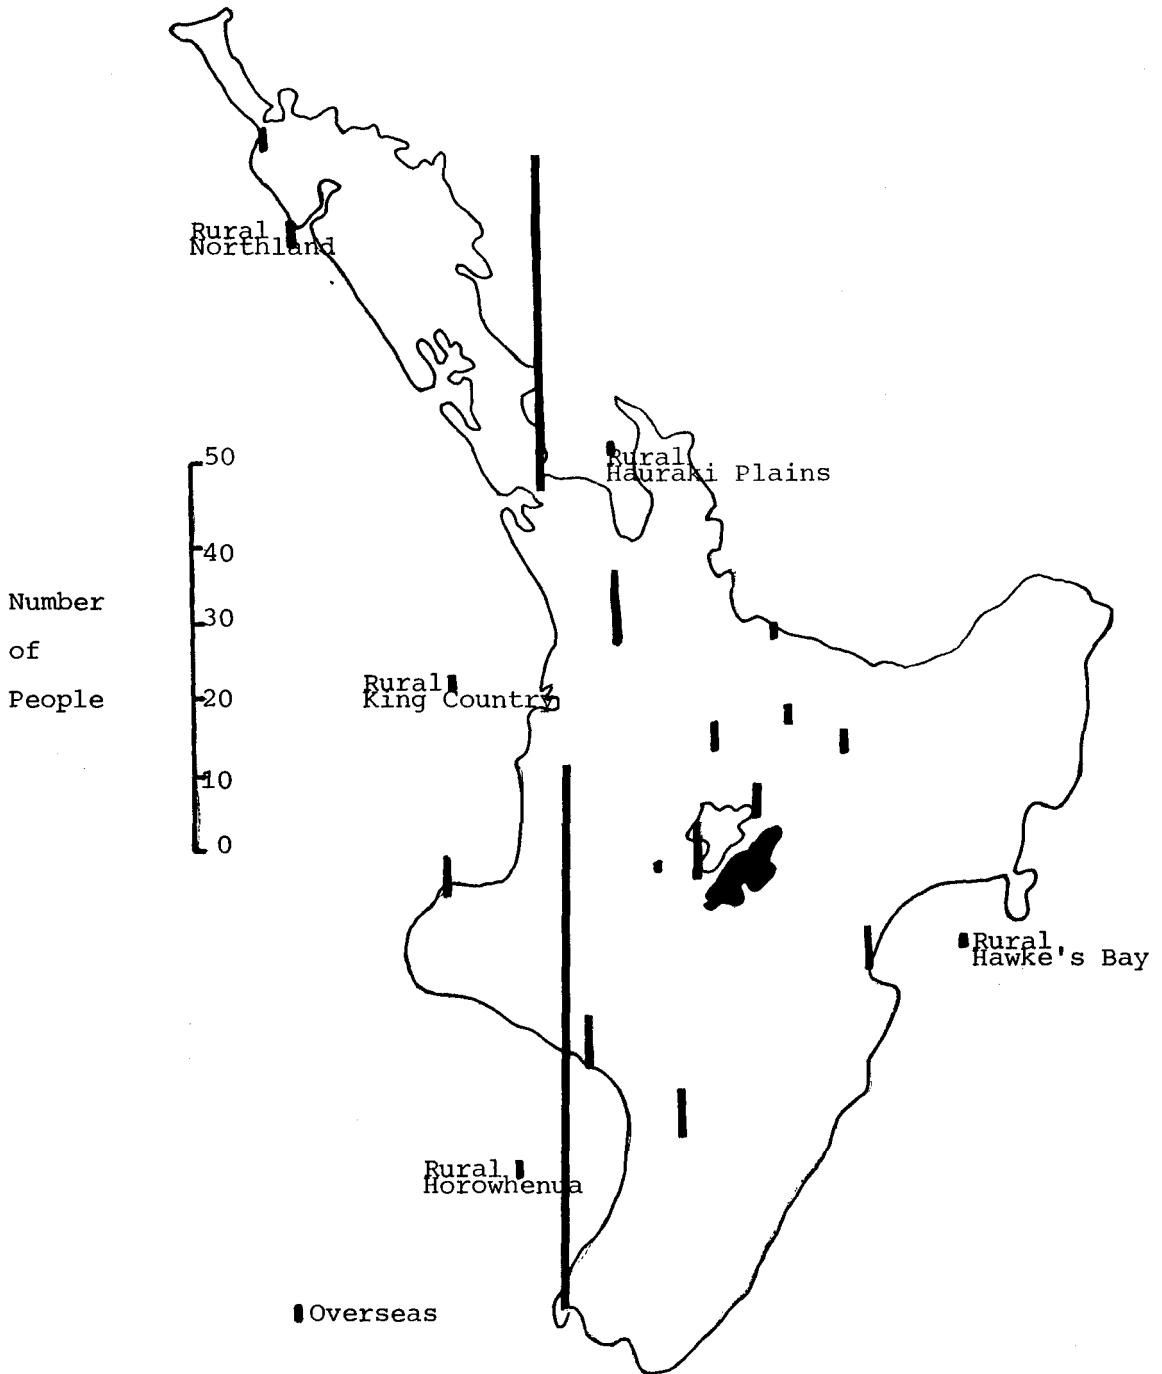 Rural
Northland
50
Rural
Hauraki Plains
40
Number
30
of
Rural
People
20
King Country
10
0
Rural
Hawke's Bay
Rural
Horowhenua
Overseas